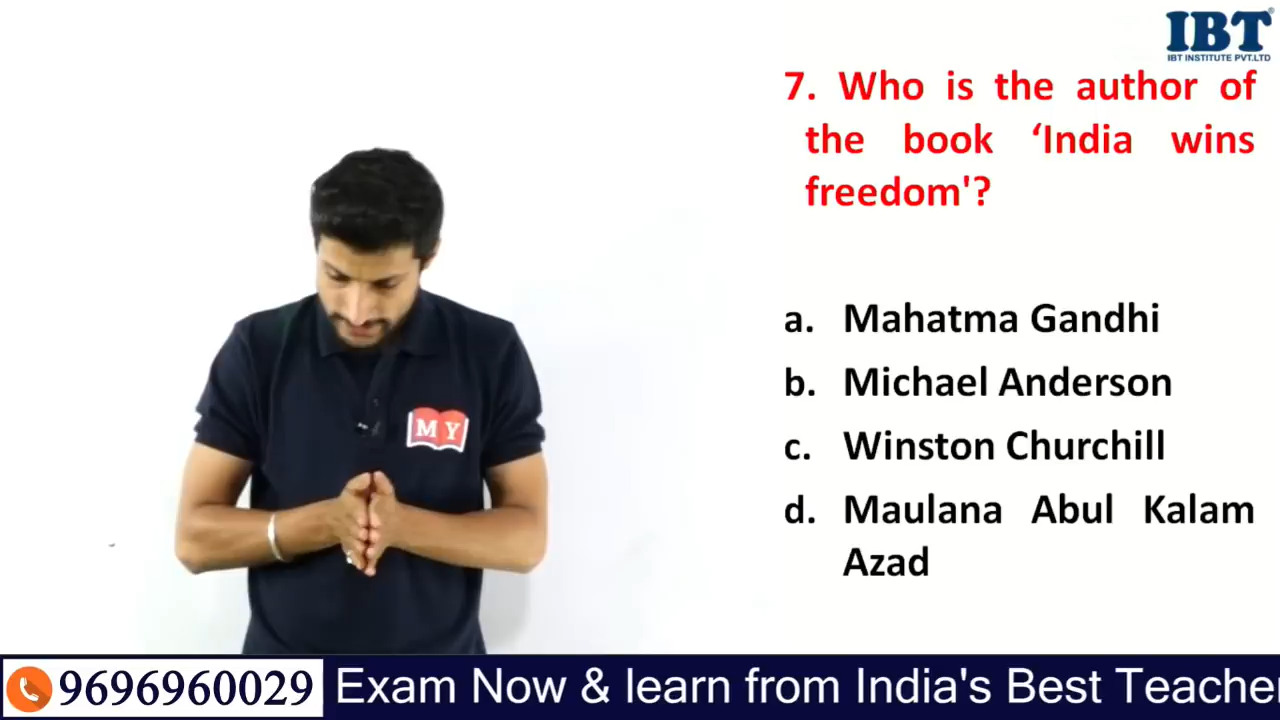 IBT
IBT INSTITUTE PVT.LTD
7. Who is the author of
the book ‘India wins
freedom'?
a. Mahatma Gandhi
b. Michael Anderson
c. Winston Churchill
d. Maulana Abul Kalam
Azad
M Y
9696960029 Exam Now & learn from India's Best Teache